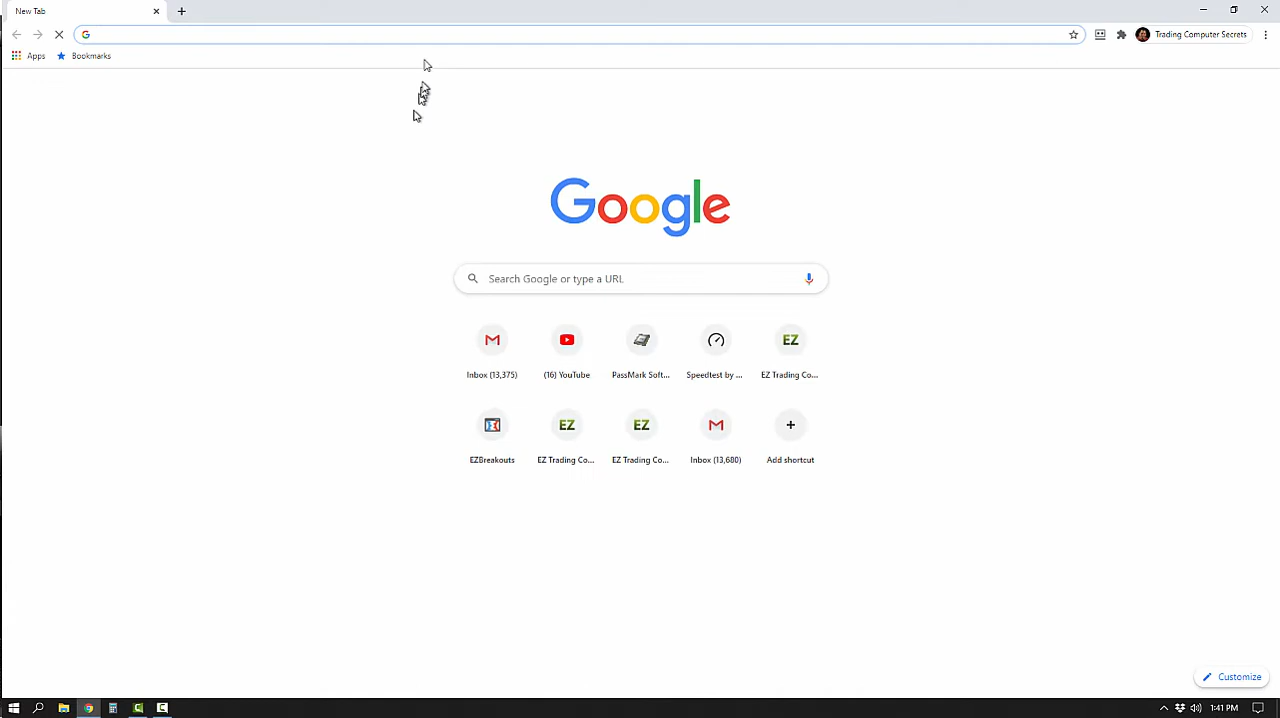 New Tab
Trading Computer Secrets
Apps
Bookmarks
Google
Search Google or type a URL
EZ
Inbox (13,375)
(16) YouTube
PassMark Soft...
Speedtest by ...
EZ Trading Co...
EZ
EZ
EZBreakouts
EZ Trading Co...
EZ Trading Co...
Inbox (13,680)
Add shortcut
Customize
1:41 PM